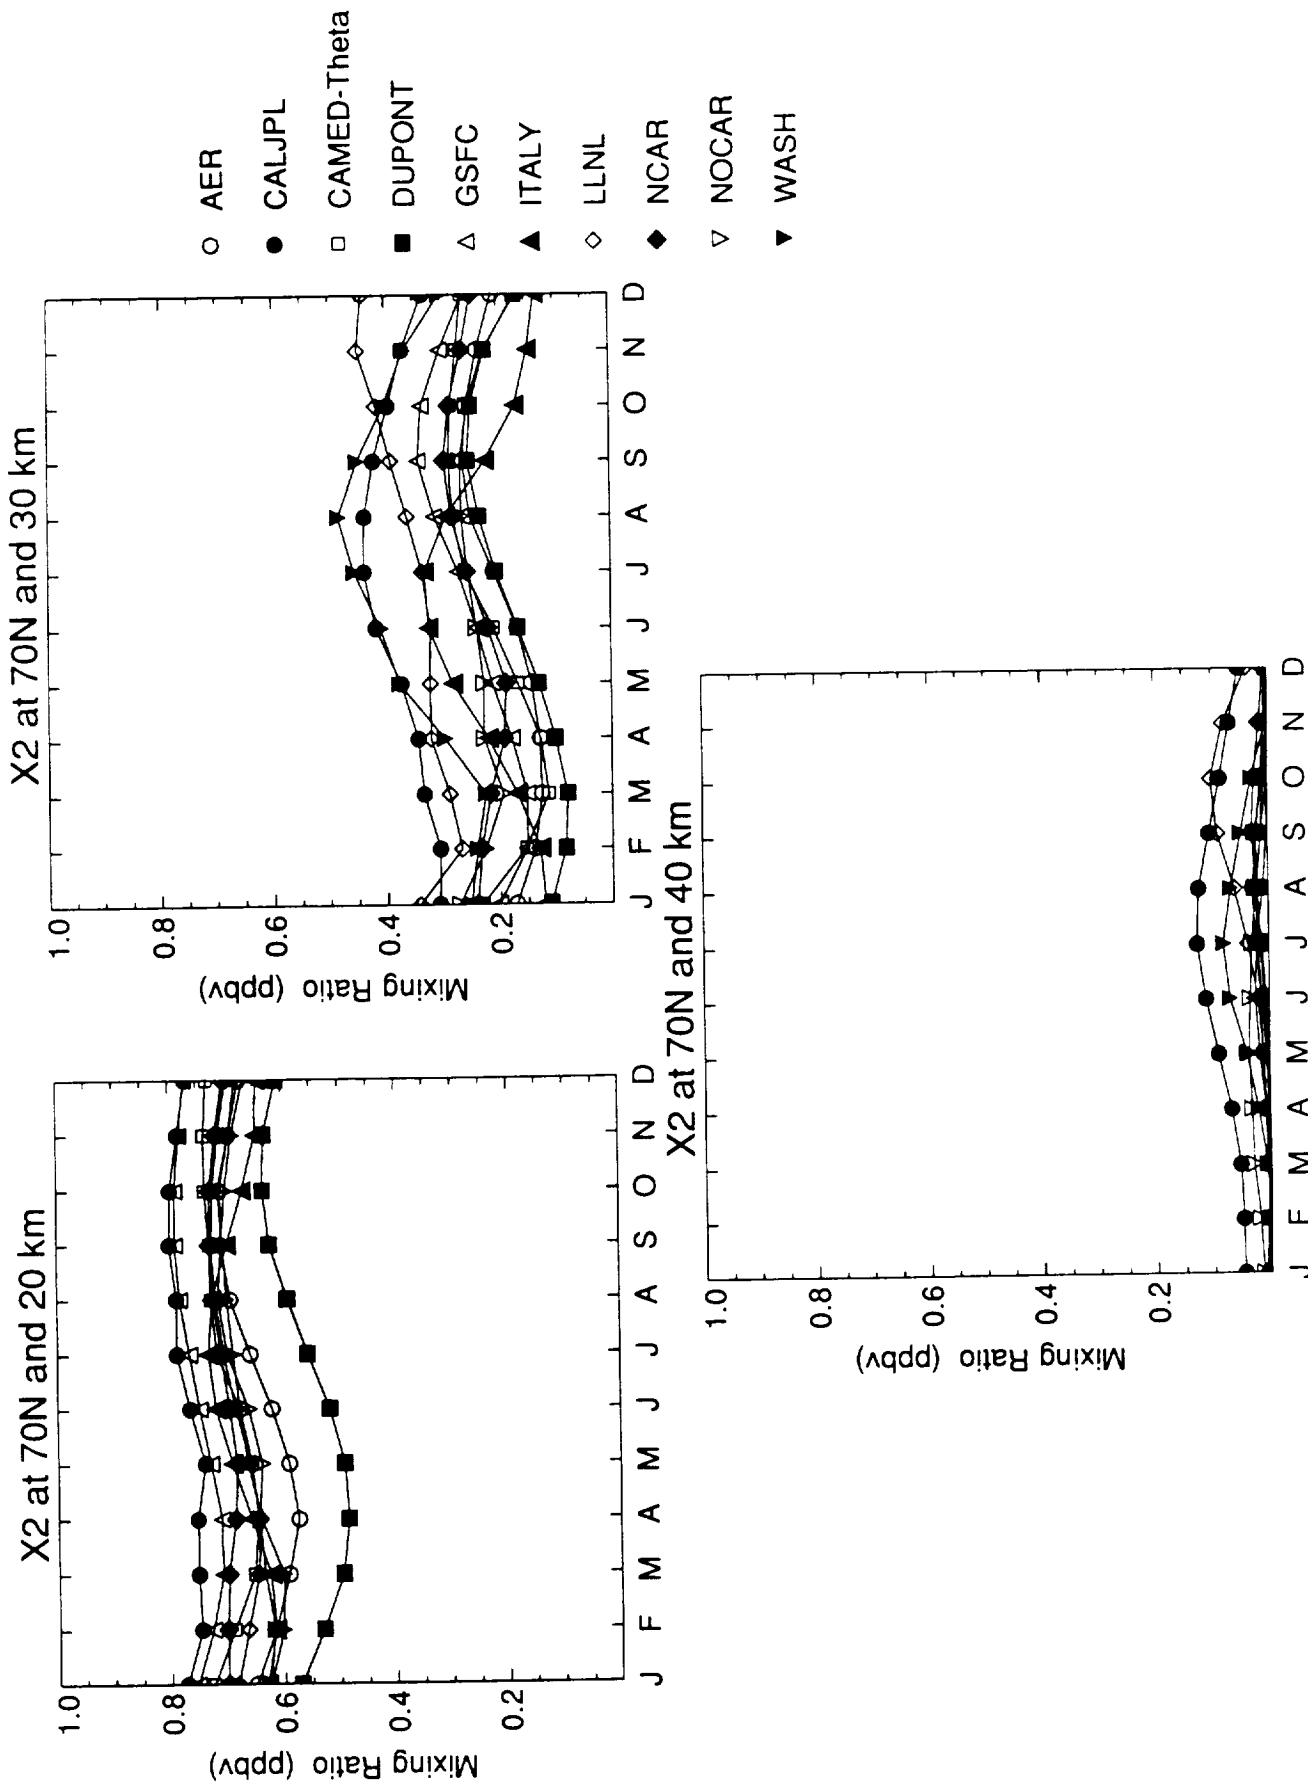 X2 at 70N and 20 km
Mixing Ratio (ppbv)
1.0
0.8
0.6
0.4
0.2
J F M A M J J A S O N D
X2 at 70N and 30 km
Mixing Ratio (ppbv)
1.0
0.8
0.6
0.4
0.2
J F M A M J J A S O N D
AER
CALJPL
CAMED-Theta
DUPONT
GSFC
ITALY
LLNL
NCAR
NOCAR
WASH
X2 at 70N and 40 km
Mixing Ratio (ppbv)
1.0
0.8
0.6
0.4
0.2
J F M A M J J A S O N D